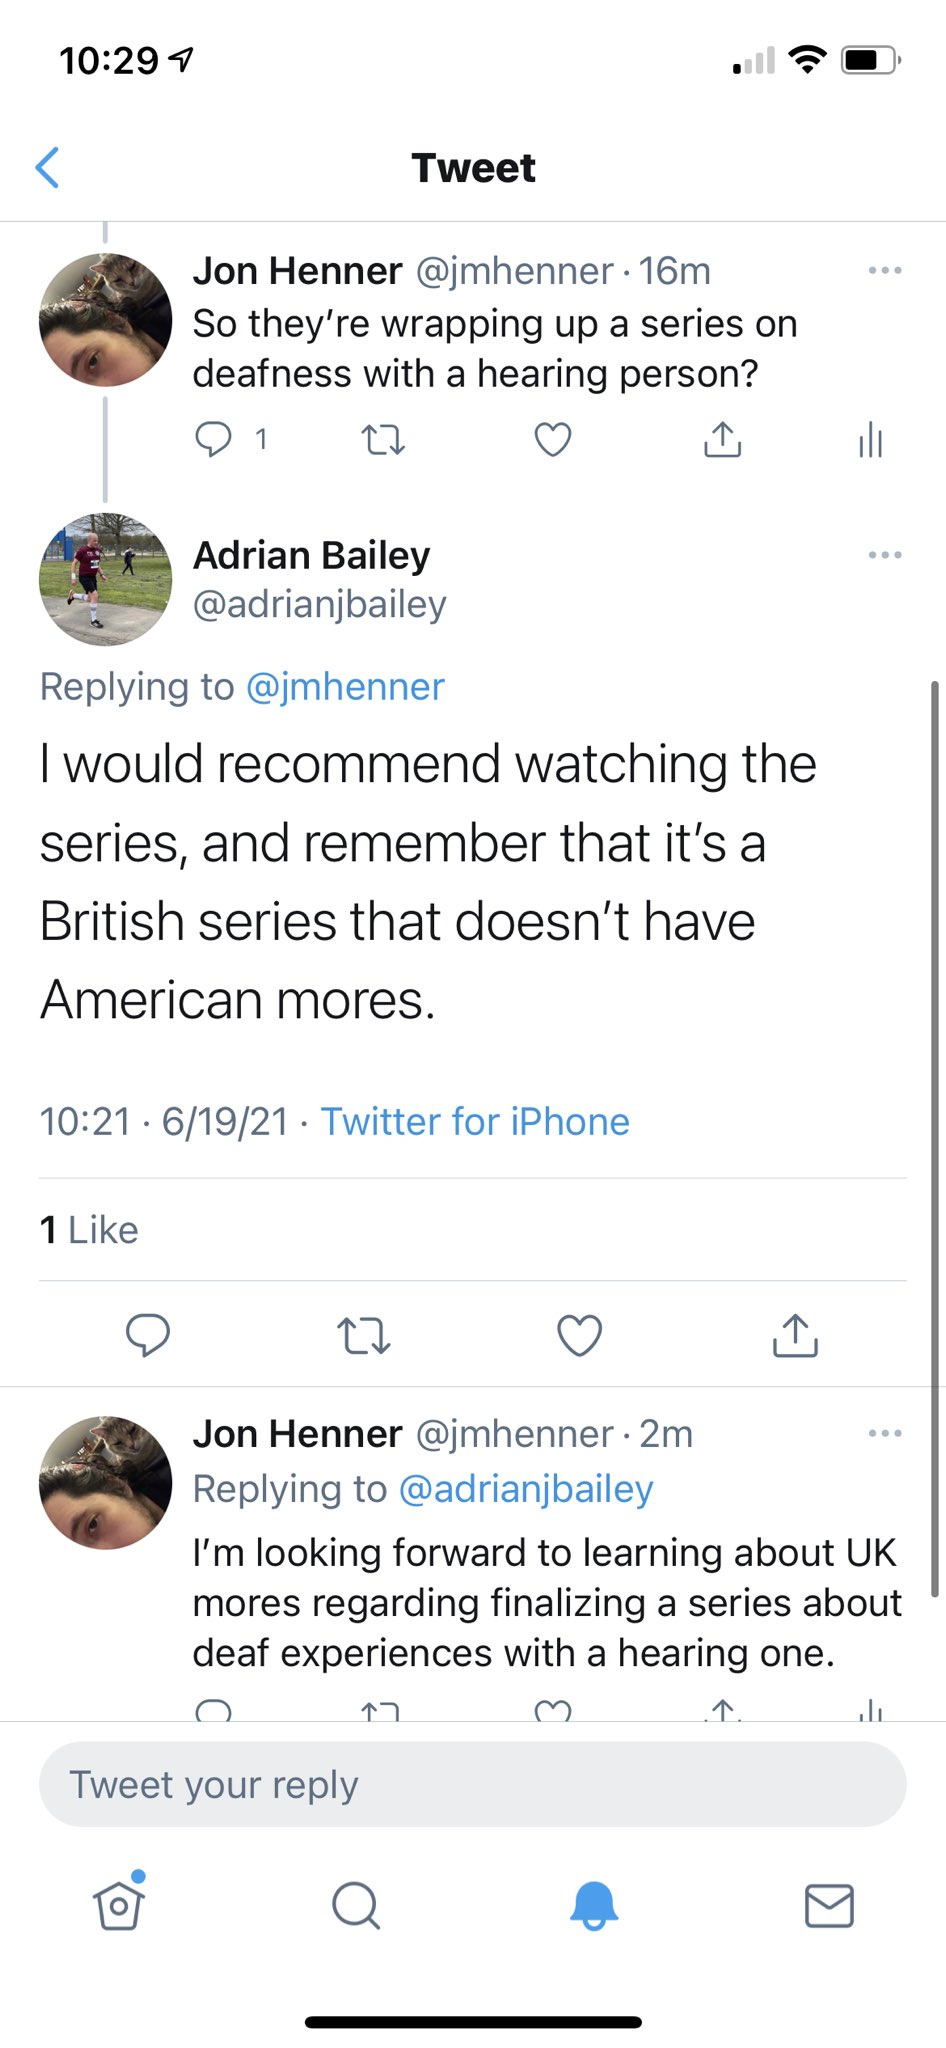 10:29
Tweet
Jon Henner @jmhenner · 16m
So they’re wrapping up a series on
deafness with a hearing person?
1
Adrian Bailey
@adrianjbailey
Replying to @jmhenner
I would recommend watching the
series, and remember that it’s a
British series that doesn’t have
American mores.
10:21 · 6/19/21 · Twitter for iPhone
1 Like
Jon Henner @jmhenner · 2m
Replying to @adrianjbailey
I’m looking forward to learning about UK
mores regarding finalizing a series about
deaf experiences with a hearing one.
Tweet your reply